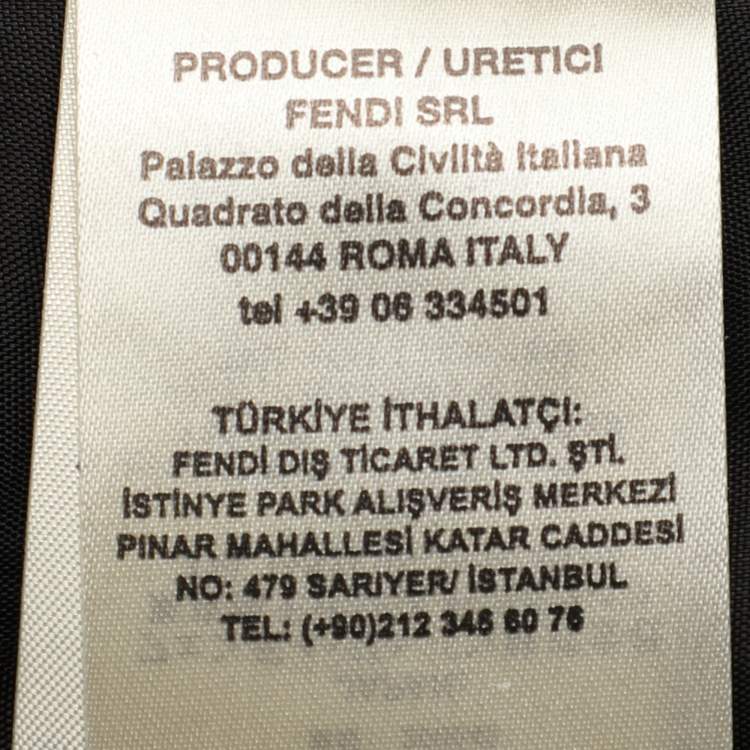 PRODUCER / URETICI
FENDI SRL
Palazzo della Civiltà Italiana
Quadrato della Concordia, 3
00144 ROMA ITALY
tel +39 06 334501
TÜRKİYE İTHALATÇI:
FENDİ DIŞ TİCARET LTD. ŞTİ.
İSTİNYE PARK ALIŞVERİŞ MERKEZİ
PINAR MAHALLESİ KATAR CADDESİ
NO: 479 SARIYER/ İSTANBUL
TEL: (+90)212 346 60 76